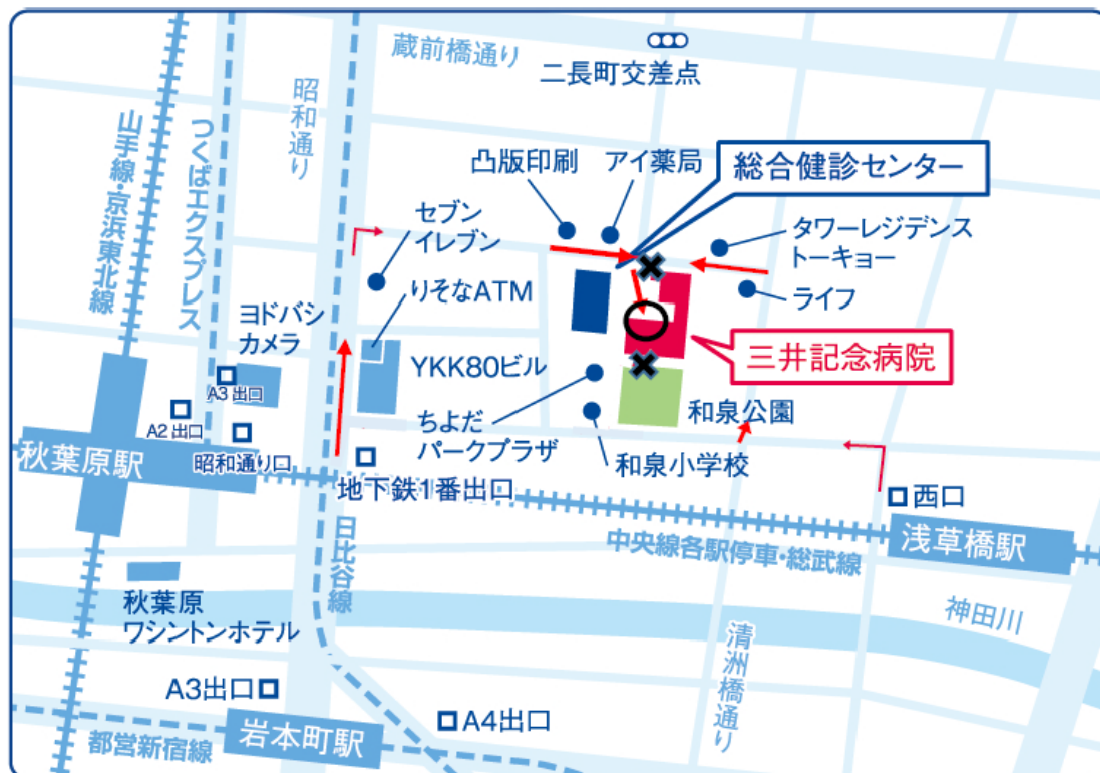 蔵前橋通り
二長町交差点
昭和通り
山手線・京浜東北線
つくばエクスプレス
凸版印刷
アイ薬局
総合健診センター
セブン
イレブン
タワーレジデンス
トーキョー
りそなATM
ライフ
ヨドバシ
カメラ
YKK80ビル
三井記念病院
A3出口
A2出口
ちよだ
パークプラザ
和泉公園
昭和通り口
秋葉原駅
和泉小学校
地下鉄1番出口
西口
浅草橋駅
中央線各駅停車・総武線
日比谷線
秋葉原
ワシントンホテル
神田川
清洲橋通り
A3出口
A4出口
岩本町駅
都営新宿線